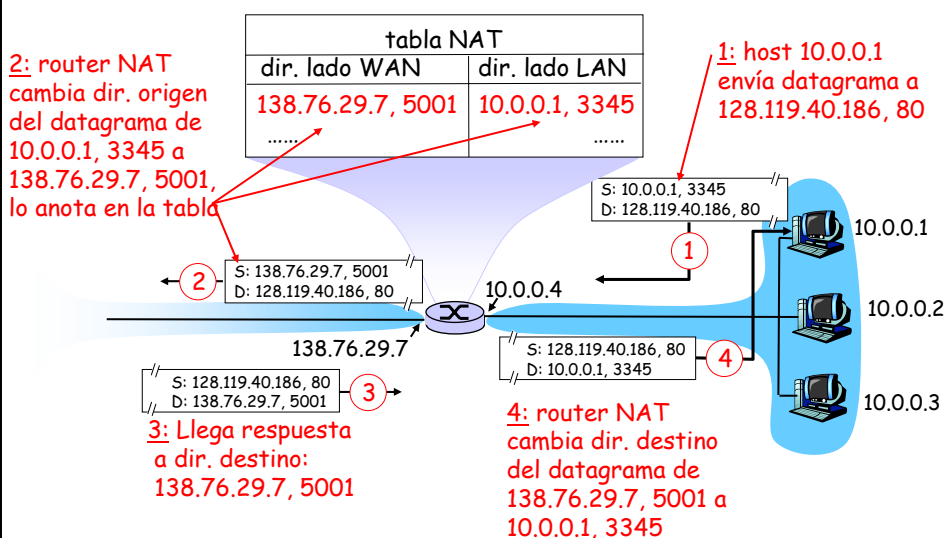 tabla NAT
dir. lado WAN
dir. lado LAN
138.76.29.7, 5001
10.0.0.1, 3345
......
......
2: router NAT
cambia dir. origen
del datagrama de
10.0.0.1, 3345 a
138.76.29.7, 5001,
lo anota en la tabla
1: host 10.0.0.1
envía datagrama a
128.119.40.186, 80
S: 10.0.0.1, 3345
D: 128.119.40.186, 80
1
10.0.0.1
S: 138.76.29.7, 5001
D: 128.119.40.186, 80
2
10.0.0.4
10.0.0.2
138.76.29.7
S: 128.119.40.186, 80
D: 10.0.0.1, 3345
4
S: 128.119.40.186, 80
D: 138.76.29.7, 5001
3
10.0.0.3
3: Llega respuesta
a dir. destino:
138.76.29.7, 5001
4: router NAT
cambia dir. destino
del datagrama de
138.76.29.7, 5001 a
10.0.0.1, 3345